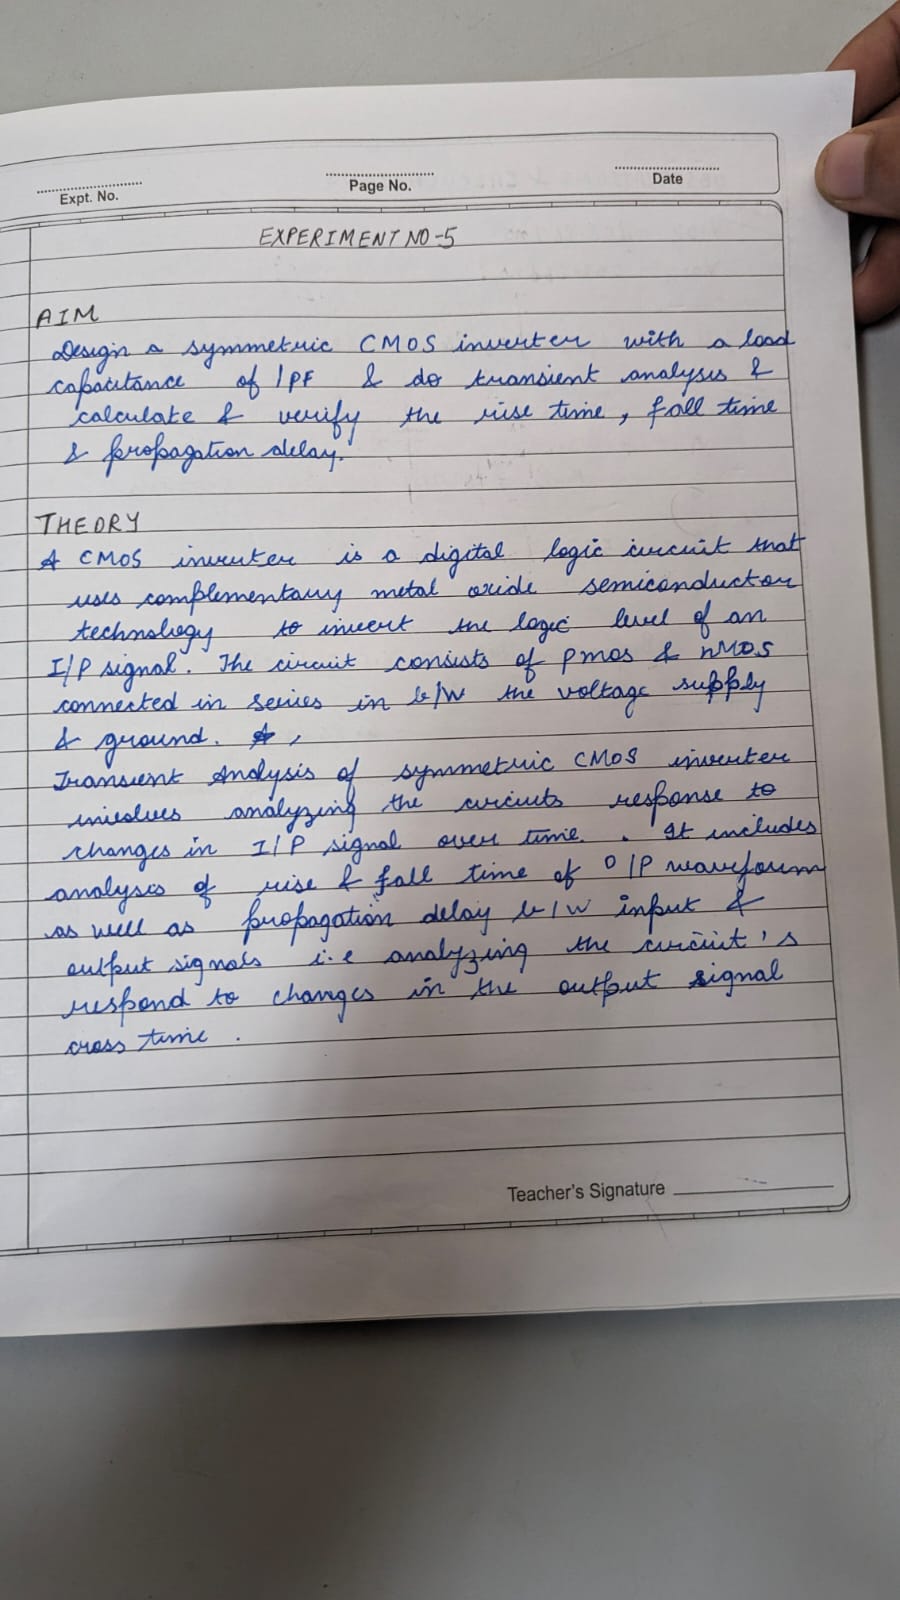 Expt. No.
Page No.
Date
EXPERIMENT NO-5
AIM
Design a symmetric CMOS inverter with a load
capacitance of 1PF & do transient analysis &
calculate & verify the rise time, fall time
& propagation delay.
THEORY
A CMOS inverter is a digital logic circuit that
uses complementary metal oxide semiconductor
technology to invert the logic level of an
I/P signal. The circuit consists of pmos & nMOS
connected in series in b/w the voltage supply
& ground.
Transient Analysis of symmetric CMOS inverter
involves analyzing the circuits response to
changes in I/P signal over time. . It includes
analysis of rise & fall time of O/P waveform
as well as propagation delay b/w input &
output signals i.e analyzing the circuit's
respond to changes in the output signal
cross time .
Teacher's Signature